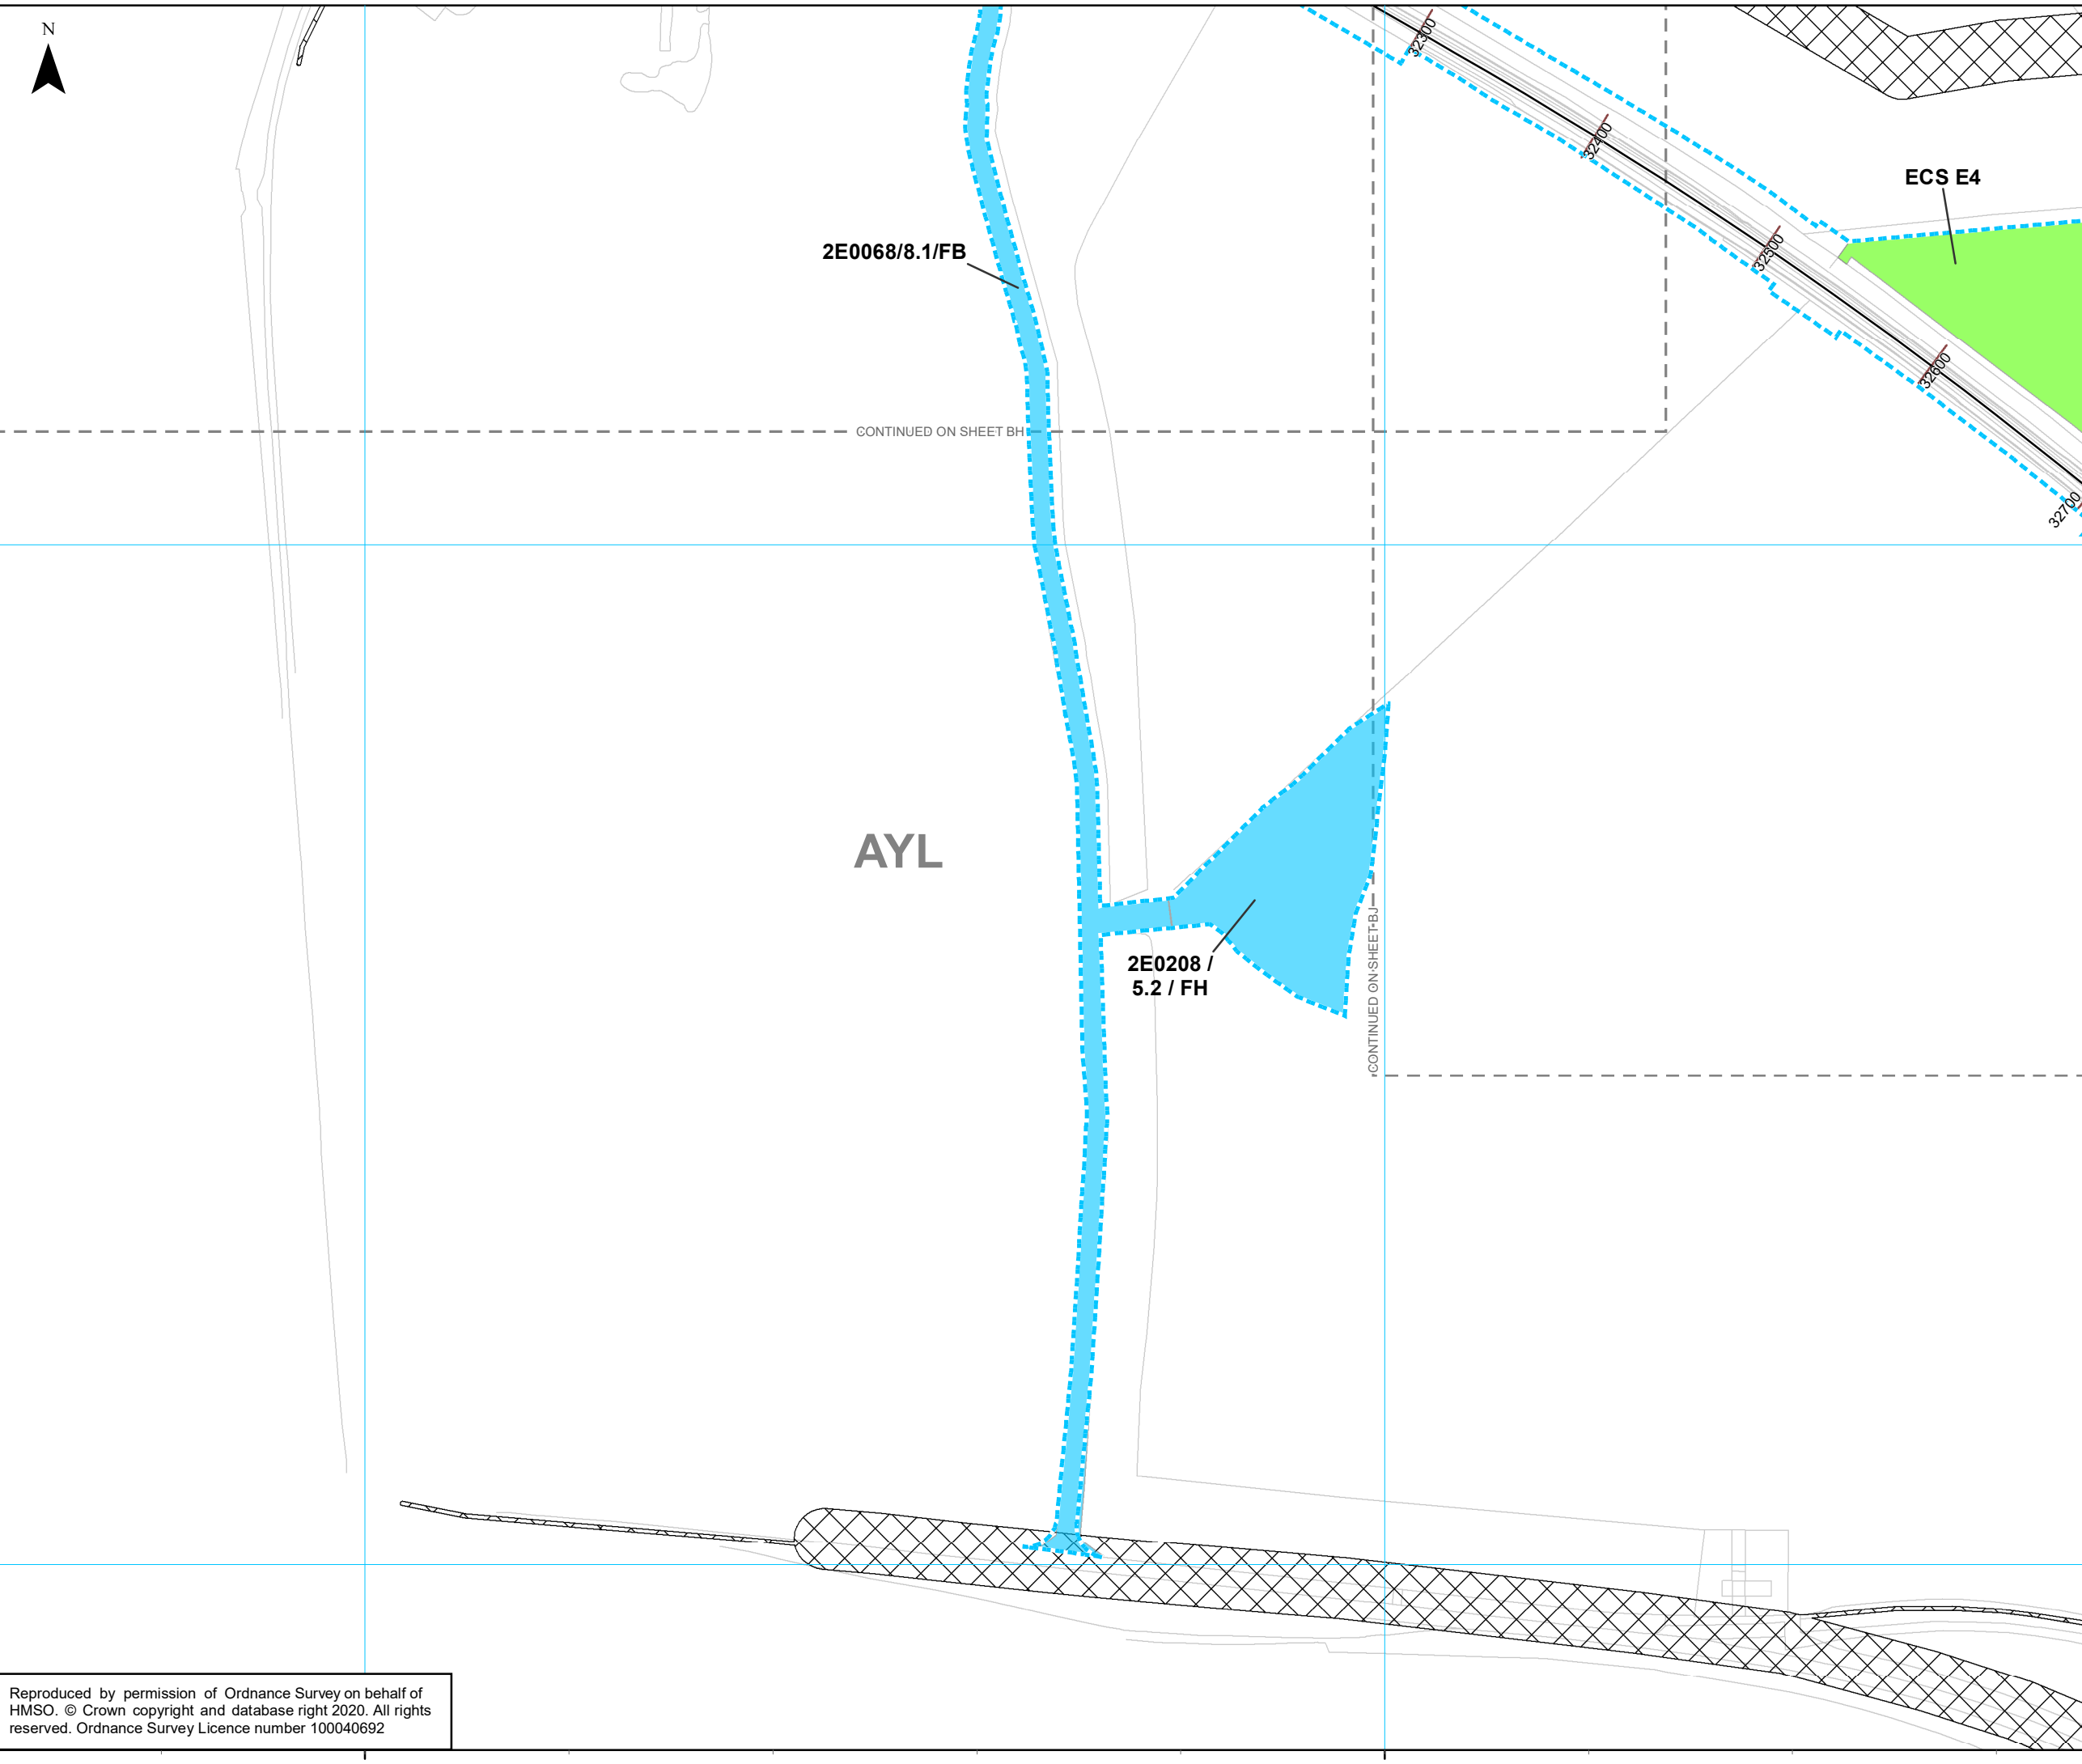 N
32300
32400
ECS E4
2E0068/8.1/FB
32500
32600
CONTINUED ON SHEET BH
32700
AYL
CONTINUED ON SHEET BJ
2E0208 /
5.2 / FH
Reproduced by permission of Ordnance Survey on behalf of
HMSO. © Crown copyright and database right 2020. All rights
reserved. Ordnance Survey Licence number 100040692